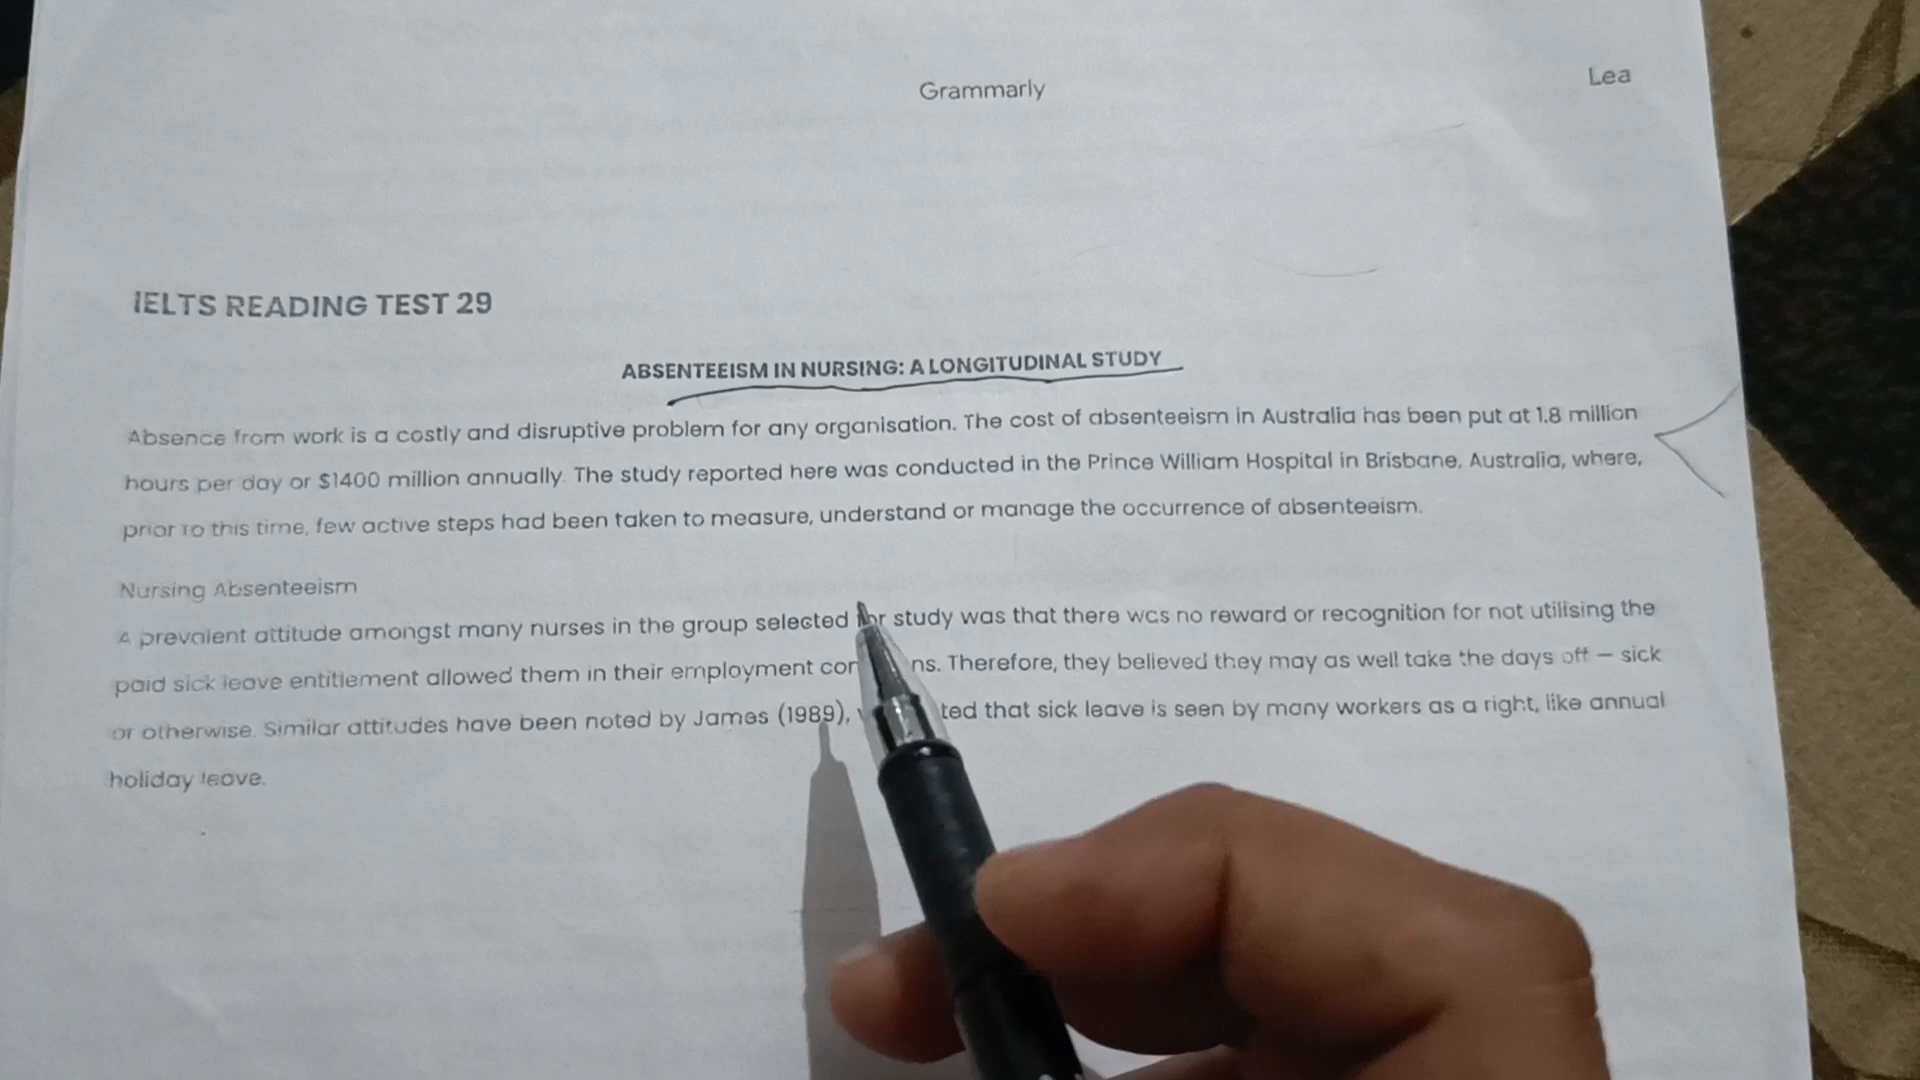 Grammarly
Lea
IELTS READING TEST 29
ABSENTEEISM IN NURSING: A LONGITUDINAL STUDY
Absence from work is a costly and disruptive problem for any organisation. The cost of absenteeism in Australia has been put at 1.8 million
hours per day or $1400 million annually. The study reported here was conducted in the Prince William Hospital in Brisbane, Australia, where,
prior to this time, few active steps had been taken to measure, understand or manage the occurrence of absenteeism.
Nursing Absenteeism
A prevalent attitude amongst many nurses in the group selected for study was that there was no reward or recognition for not utilising the
paid sick leave entitlement allowed them in their employment Therefore, they believed they may as well take the days off – sick
or otherwise. Similar attitudes have been noted by James (1989), that sick leave is seen by many workers as a right, like annual
holiday leave.